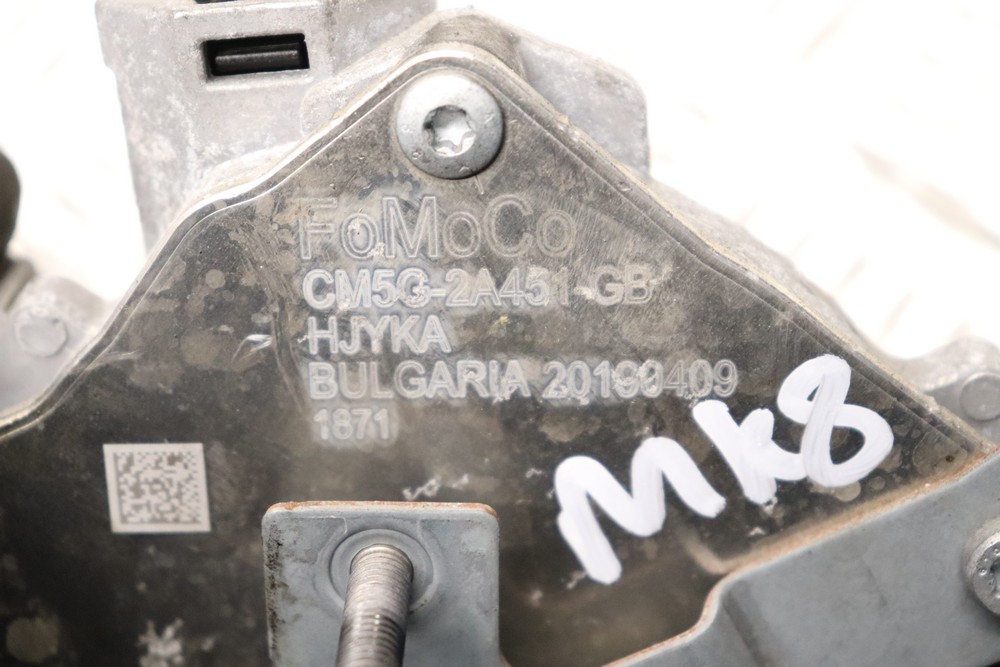 FoMoCo
CM5G-2A451-GB
HJYKA
BULGARIA 20190409
1871
MK8